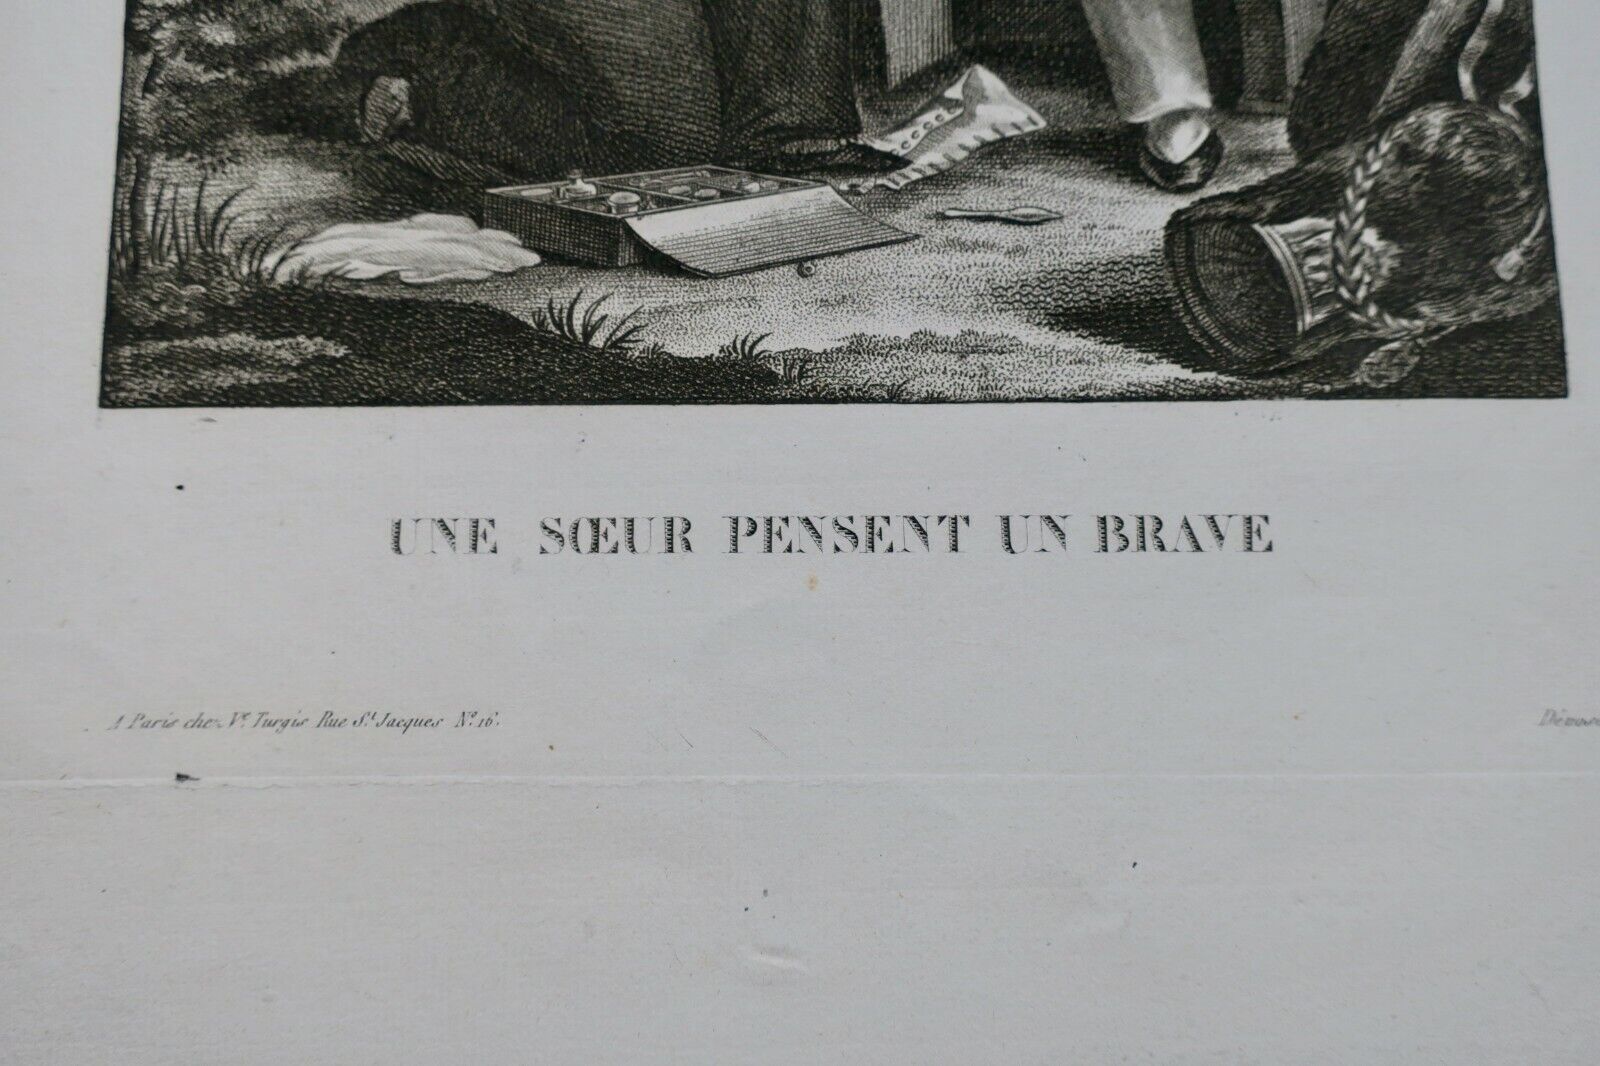 UNE SŒUR PENSENT UN BRAVE
A Paris chez Ve. Turgis Rue St. Jacques No. 16.